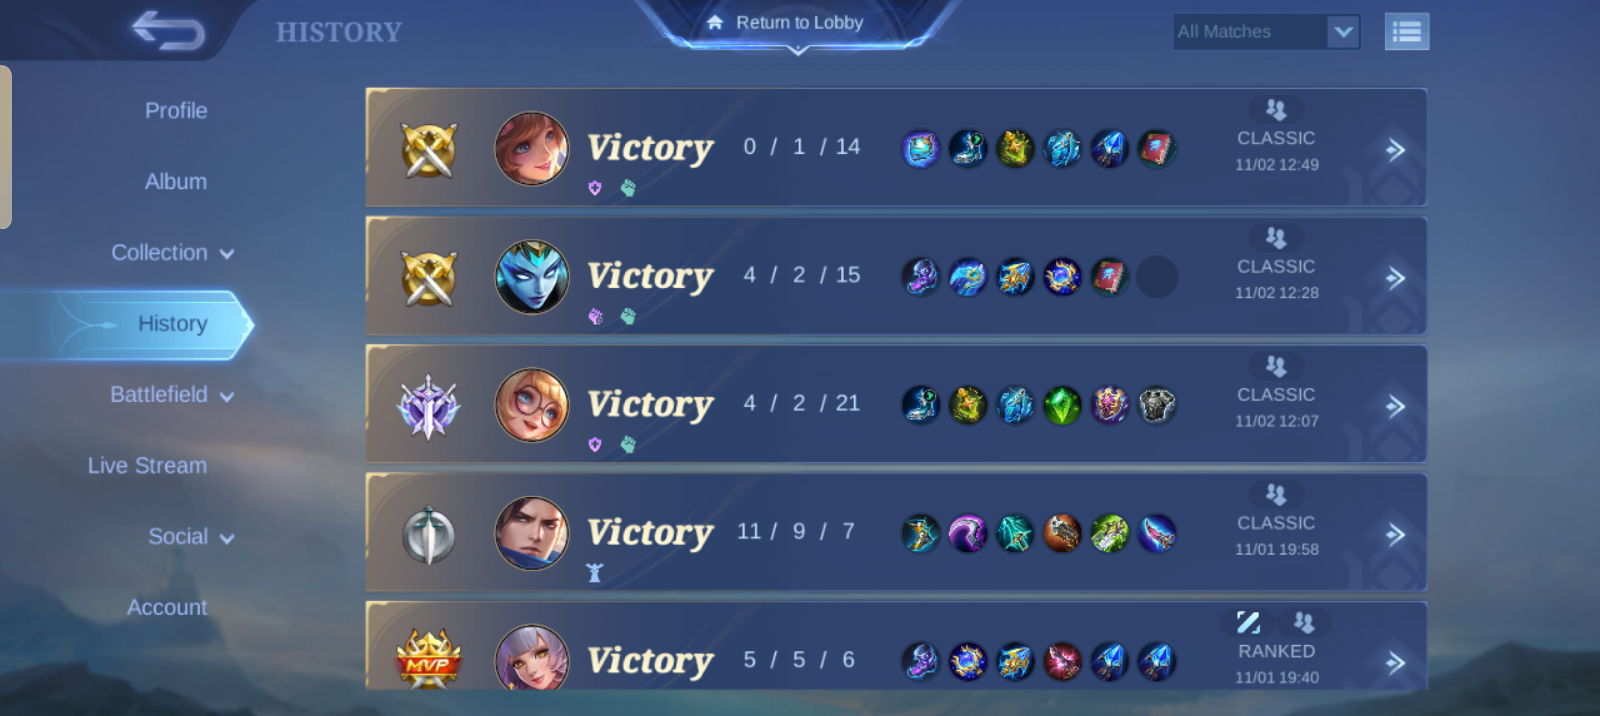 HISTORY
Return to Lobby
All Matches
Profile
Album
Collection
History
Battlefield
Live Stream
Social
Account
Victory 0 / 1 / 14
CLASSIC
11/02 12:49
Victory 4 / 2 / 15
CLASSIC
11/02 12:28
Victory 4 / 2 / 21
CLASSIC
11/02 12:07
Victory 11 / 9 / 7
CLASSIC
11/01 19:58
MVP Victory 5 / 5 / 6
RANKED
11/01 19:40